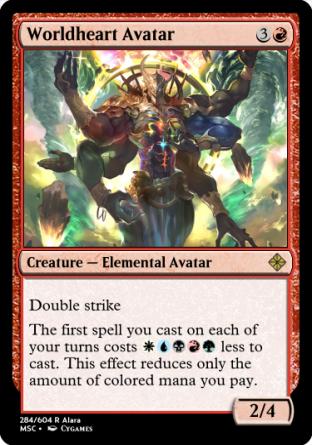 Worldheart Avatar 3
Creature — Elemental Avatar
Double strike
The first spell you cast on each of
your turns costs less to
cast. This effect reduces only the
amount of colored mana you pay.
2/4
284/604 R Alara
MSC • Cygames